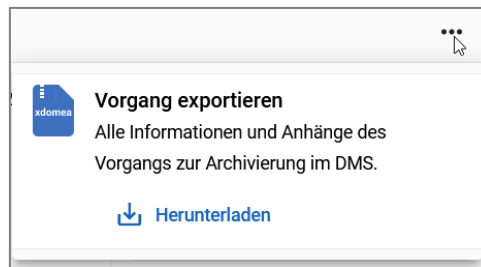 Vorgang exportieren
xdomea
Alle Informationen und Anhänge des
Vorgangs zur Archivierung im DMS.
Herunterladen